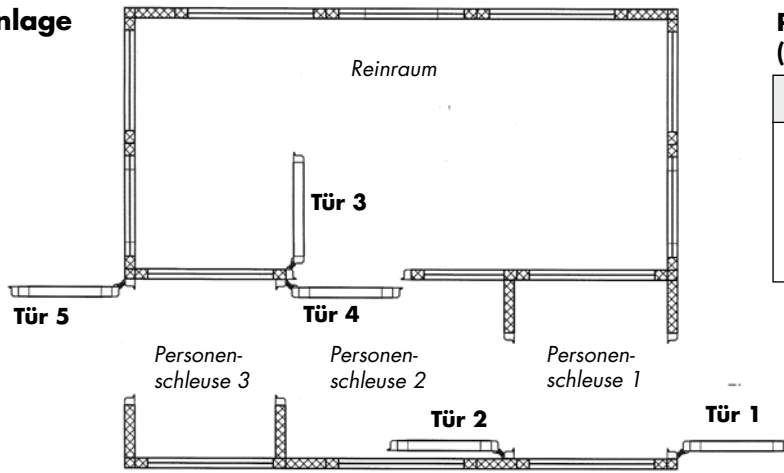 nlage
Reinraum
Tür 3
Tür 5
Tür 4
Personen-
schleuse 3
Personen-
schleuse 2
Personen-
schleuse 1
Tür 2
Tür 1